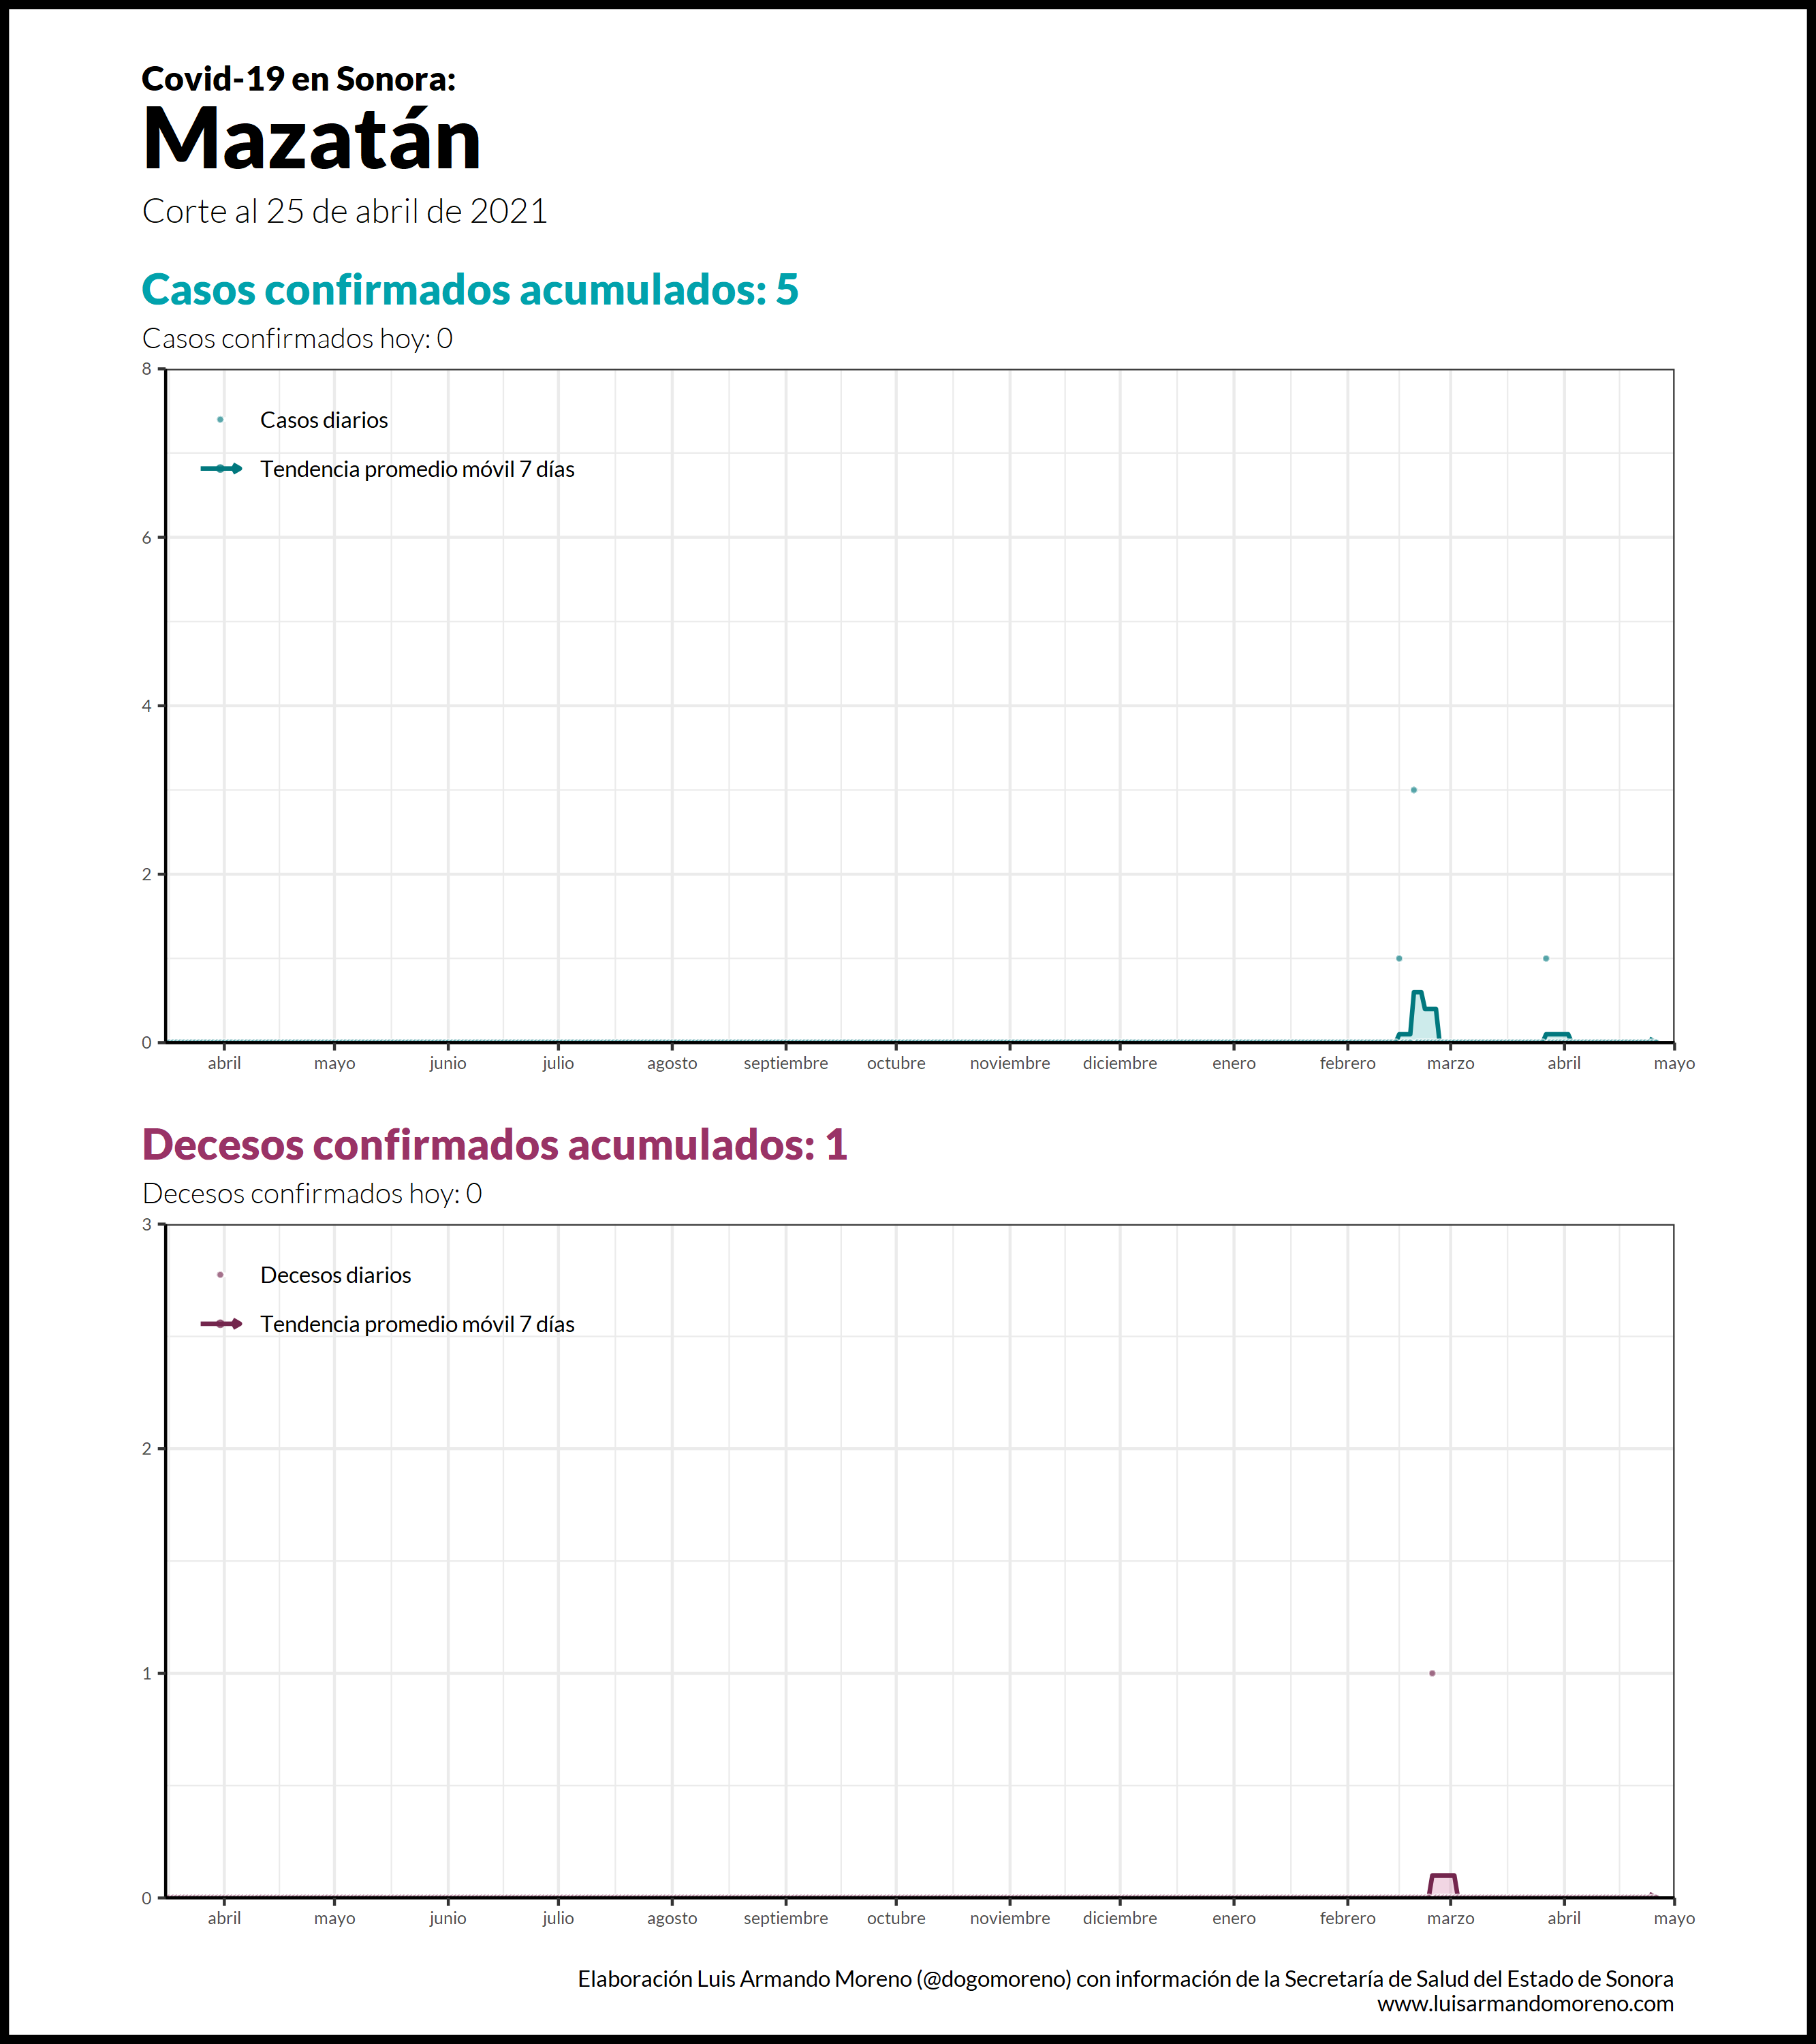 Covid-19 en Sonora:
Mazatán
Corte al 25 de abril de 2021
Casos confirmados acumulados: 5
Casos confirmados hoy: 0
8
Casos diarios
Tendencia promedio móvil 7 días
6
4
2
0
abril mayo junio julio agosto septiembre octubre noviembre diciembre enero febrero marzo abril mayo
Decesos confirmados acumulados: 1
Decesos confirmados hoy: 0
3
Decesos diarios
Tendencia promedio móvil 7 días
2
1
0
abril mayo junio julio agosto septiembre octubre noviembre diciembre enero febrero marzo abril mayo
Elaboración Luis Armando Moreno (@dogomoreno) con información de la Secretaría de Salud del Estado de Sonora
www.luisarmandomoreno.com